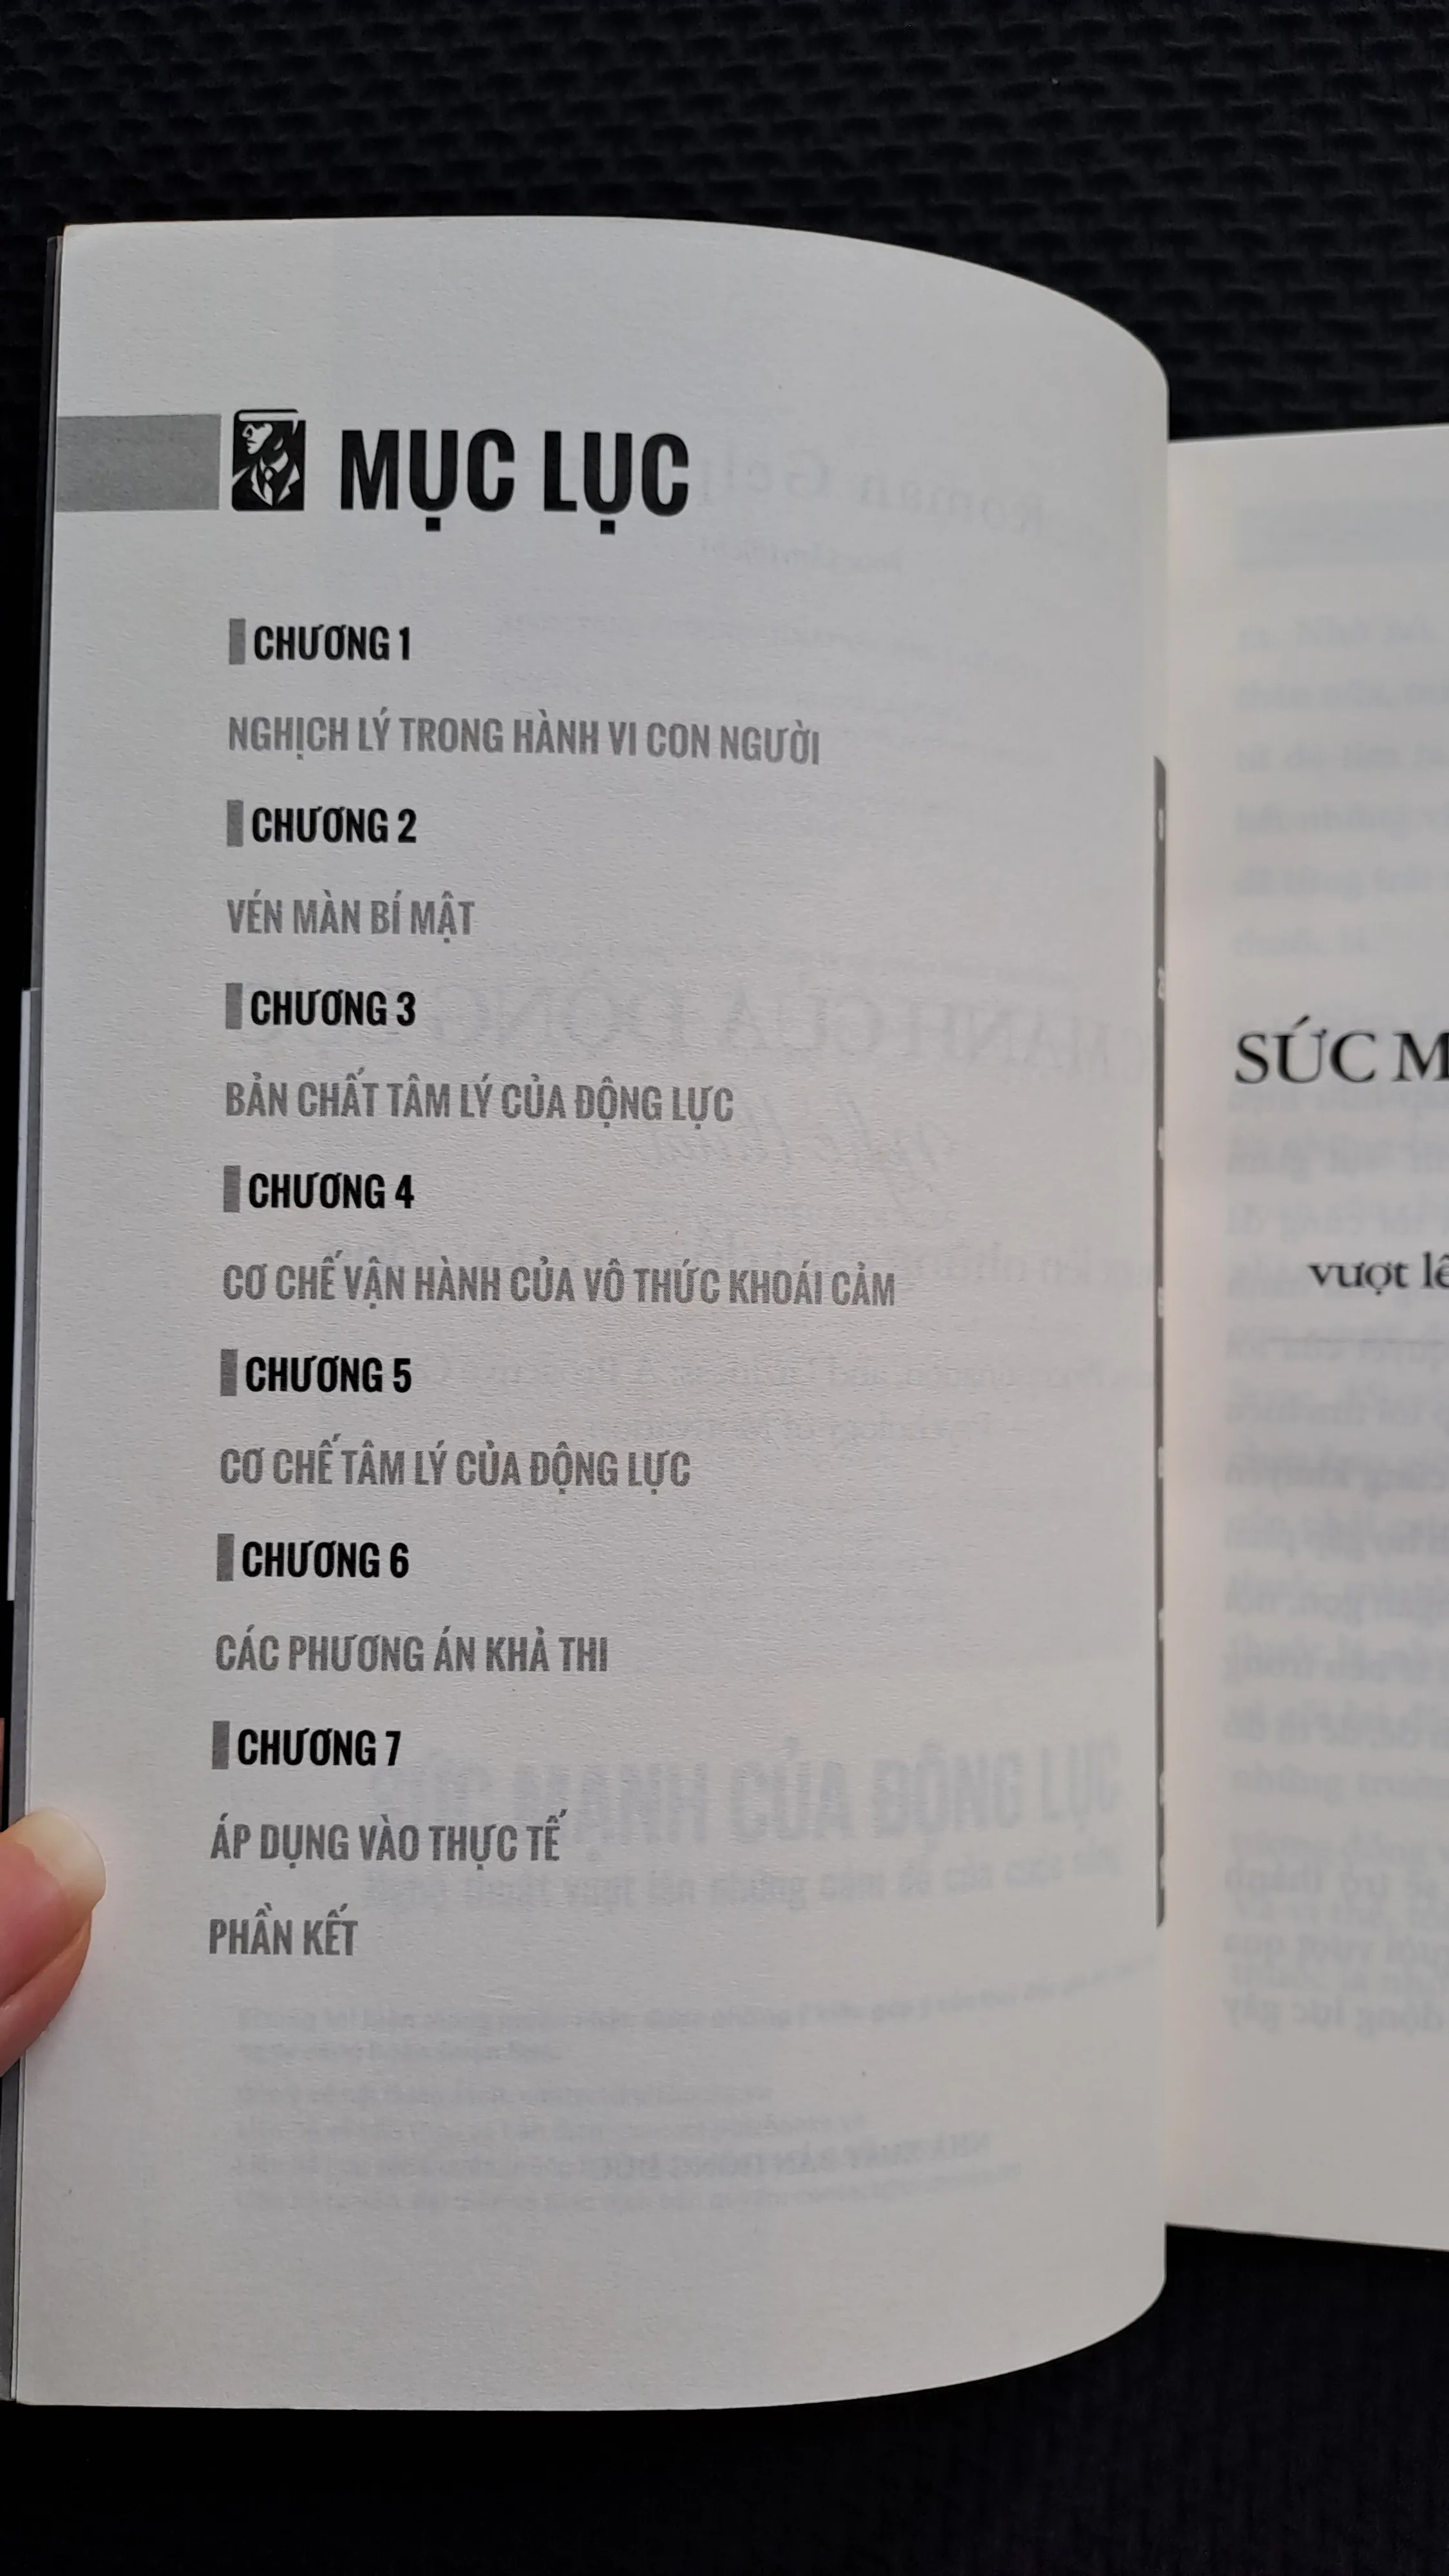 MỤC LỤC
CHƯƠNG 1
NGHỊCH LÝ TRONG HÀNH VI CON NGƯỜI
CHƯƠNG 2
VÉN MÀN BÍ MẬT
CHƯƠNG 3
BẢN CHẤT TÂM LÝ CỦA ĐỘNG LỰC
CHƯƠNG 4
CƠ CHẾ VẬN HÀNH CỦA VÔ THỨC KHOÁI CẢM
CHƯƠNG 5
CƠ CHẾ TÂM LÝ CỦA ĐỘNG LỰC
CHƯƠNG 6
CÁC PHƯƠNG ÁN KHẢ THI
CHƯƠNG 7
ÁP DỤNG VÀO THỰC TẾ
PHẦN KẾT
SỨC M
vượt lê